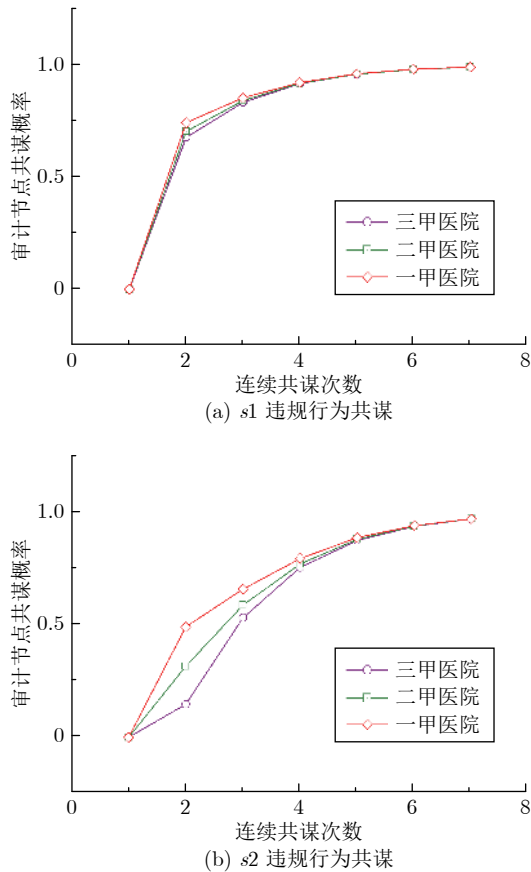 1.0
0.5
0
审计节点共谋概率
三甲医院
二甲医院
一甲医院
0 2 4 6 8
连续共谋次数
(a) s1 违规行为共谋
1.0
0.5
0
审计节点共谋概率
三甲医院
二甲医院
一甲医院
0 2 4 6 8
连续共谋次数
(b) s2 违规行为共谋